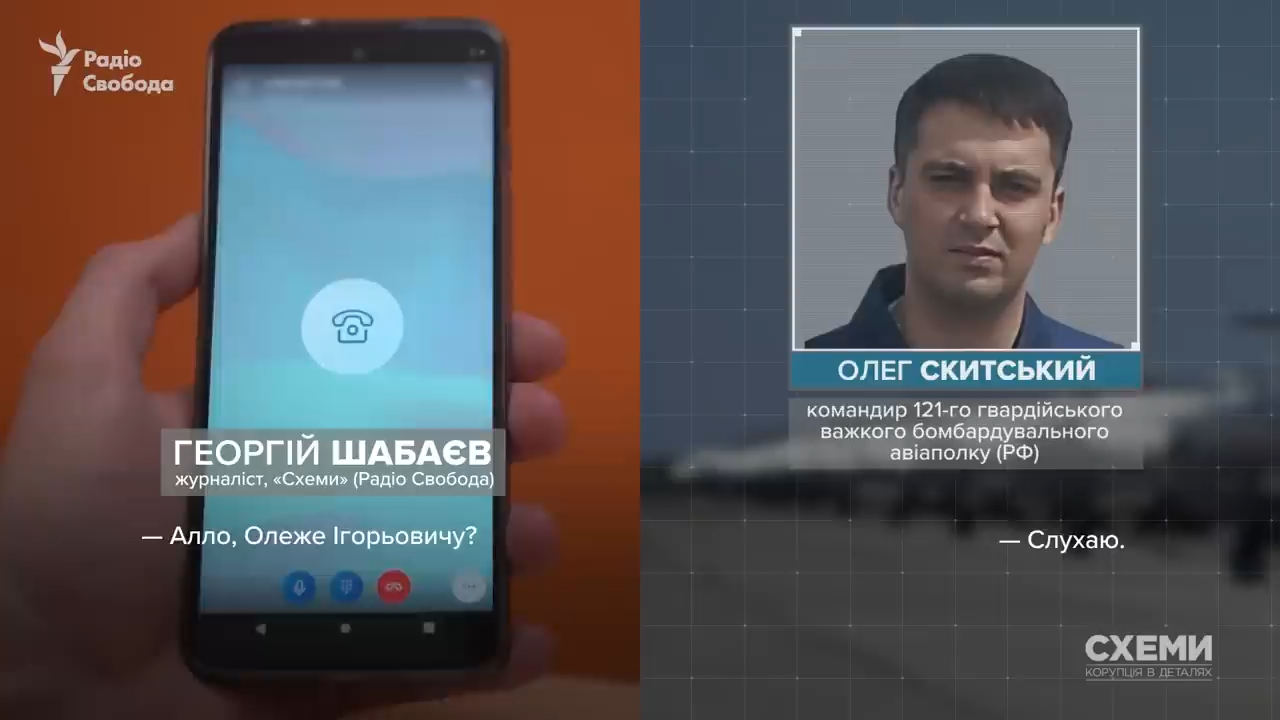 Радіо
Свобода
ГЕОРГІЙ ШАБАЄВ
журналіст, «Схеми» (Радіо Свобода)
— Алло, Олеже Ігорьовичу?
ОЛЕГ СКИТСЬКИЙ
командир 121-го гвардійського
важкого бомбардувального
авіаполку (РФ)
— Слухаю.
СХЕМИ
КОРУПЦІЯ В ДЕТАЛЯХ